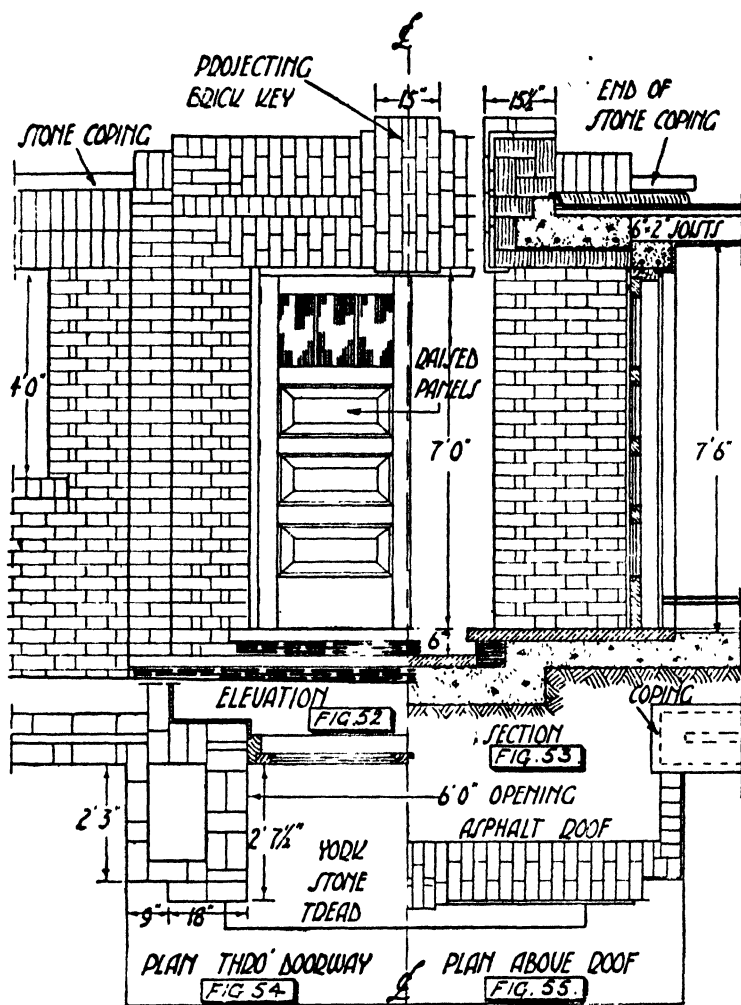 ℄
PROJECTING
BRICK KEY
15"
15½"
END OF
STONE COPING
STONE COPING
6"×2" JOISTS
4'0"
RAISED
PANELS
7'0"
7'6"
6"
ELEVATION
FIG. 52
SECTION
FIG. 53
COPING
2'3"
2'7½"
6'0" OPENING
ASPHALT ROOF
YORK
STONE
TREAD
9"
18"
PLAN THRO' DOORWAY
FIG 54
℄
PLAN ABOVE ROOF
FIG. 55.